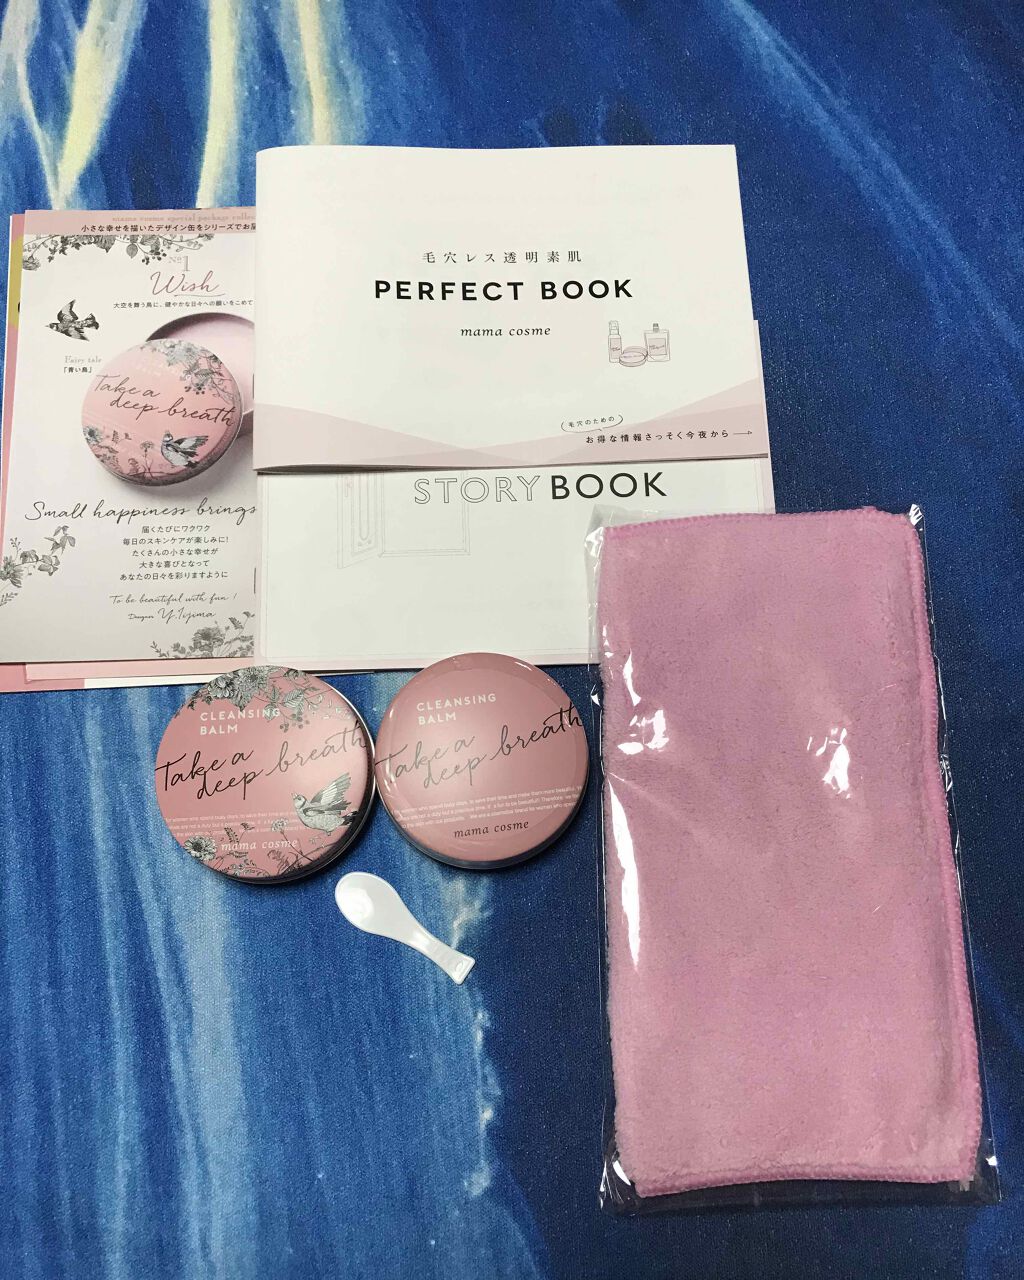 mama cosme special package collec
小さな幸せを描いたデザイン缶をシリーズでお届
No.1
Wish
大空を舞う鳥に、健やかな日々への願いをこめて
Fairy tale
「青い鳥」
Take a
deep breath
Small happiness brings
届くたびにワクワク
毎日のスキンケアが楽しみに!
たくさんの小さな幸せが
大きな喜びとなって
あなたの日々を彩りますように
To be beautiful with fun !
Y.Iijima
毛穴レス透明素肌
PERFECT BOOK
mama cosme
毛穴のための
お得な情報さっそく今夜から
STORY BOOK
CLEANSING
BALM
Take a
deep breath
mama cosme
CLEANSING
BALM
Take a
deep breath
mama cosme